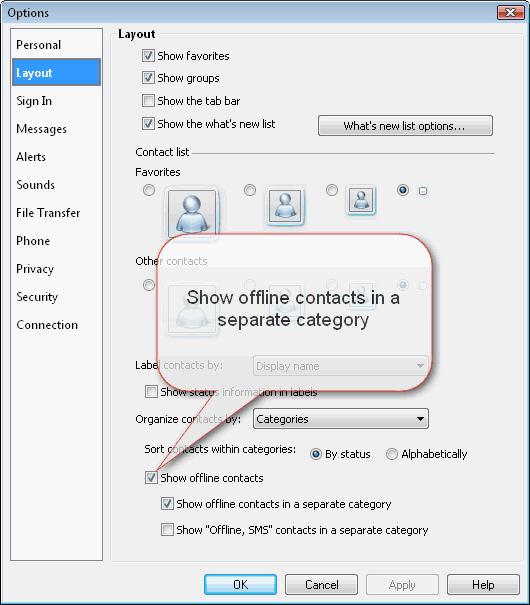 Options
Personal
Layout
Sign In
Messages
Alerts
Sounds
File Transfer
Phone
Privacy
Security
Connection
Layout
Show favorites
Show groups
Show the tab bar
Show the what's new list
What's new list options...
Contact list
Favorites
Other contacts
Show offline contacts in a
separate category
Label contacts by:
Display name
Show status information in labels
Organize contacts by:
Categories
Sort contacts within categories:
By status
Alphabetically
Show offline contacts
Show offline contacts in a separate category
Show "Offline, SMS" contacts in a separate category
OK
Cancel
Apply
Help